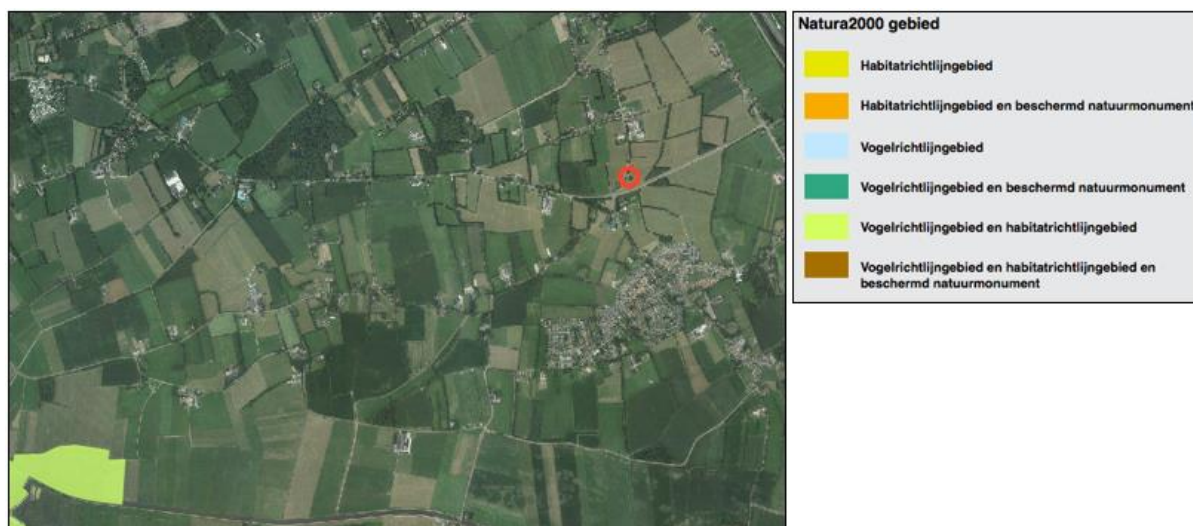 Natura2000 gebied
Habitatrichtlijngebied
Habitatrichtlijngebied en beschermd natuurmonument
Vogelrichtlijngebied
Vogelrichtlijngebied en beschermd natuurmonument
Vogelrichtlijngebied en habitatrichtlijngebied
Vogelrichtlijngebied en habitatrichtlijngebied en
beschermd natuurmonument